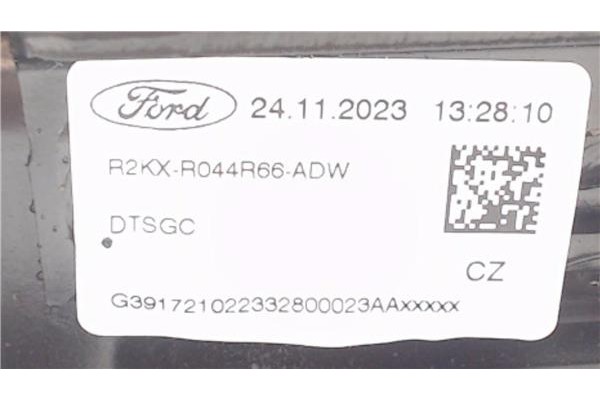 Ford 24.11.2023 13:28:10
R2KX-R044R66-ADW
DTSGC
CZ
G391721022332800023AAxxxxx